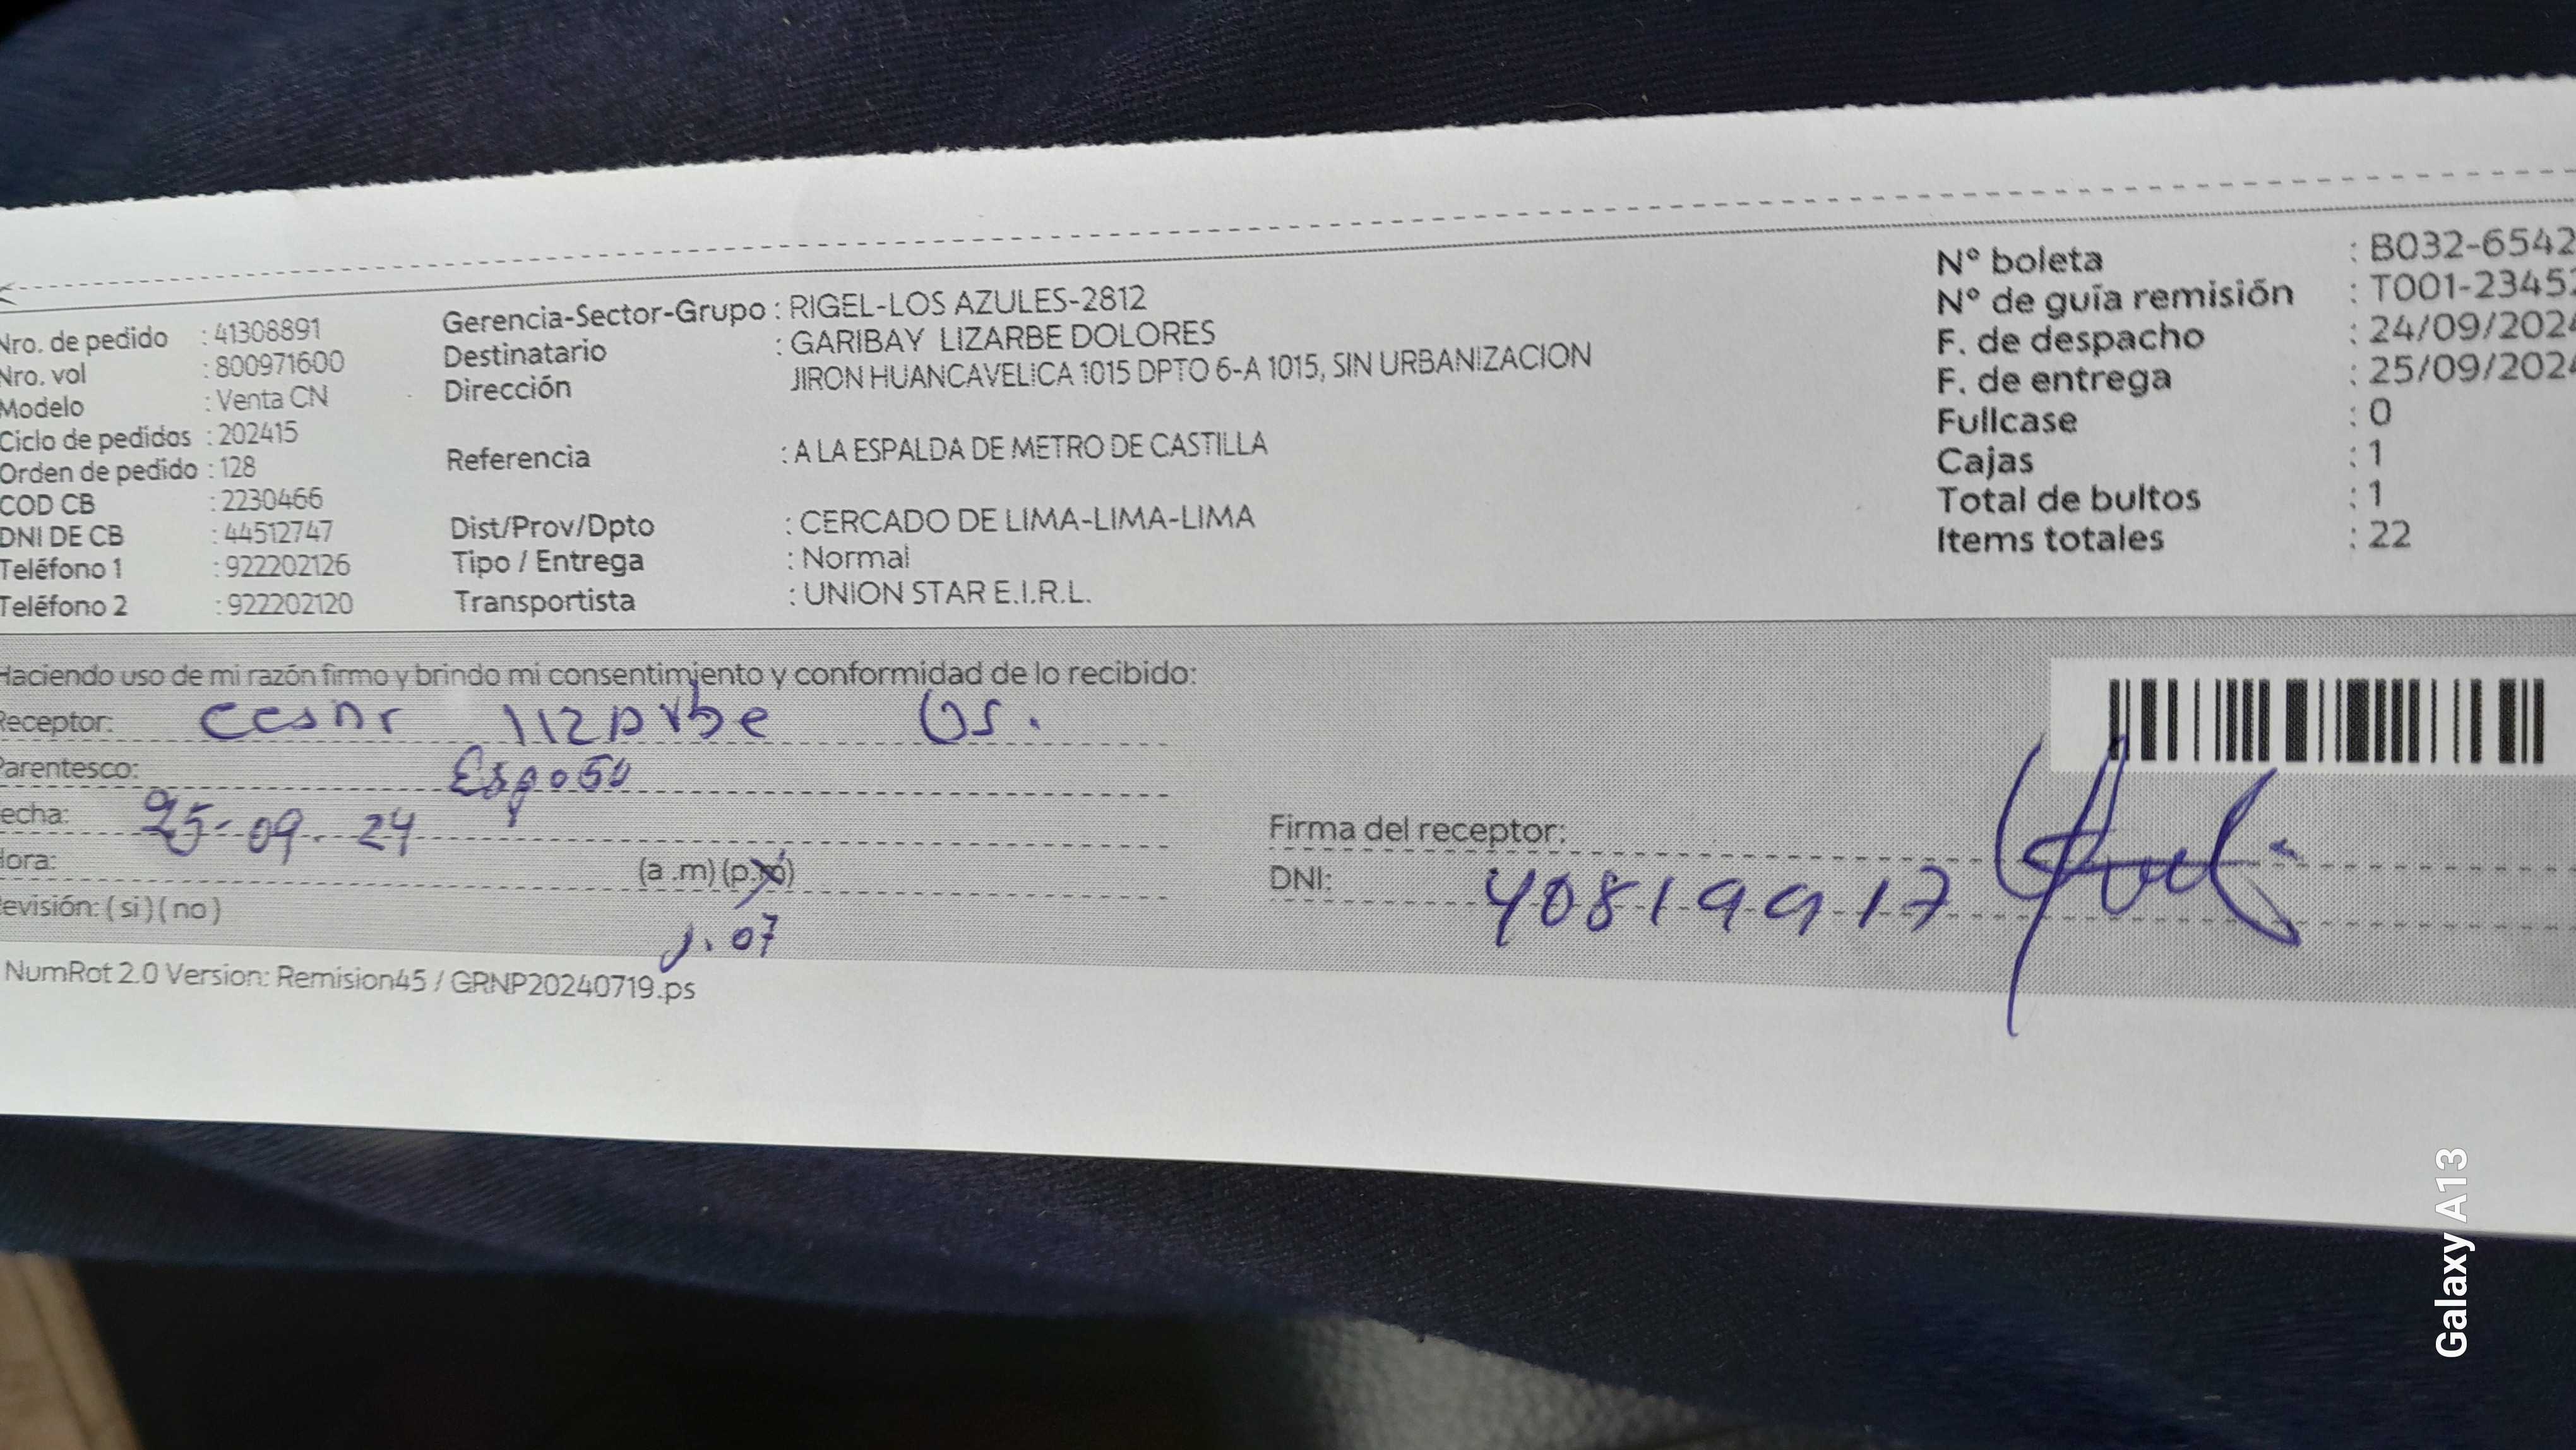 Nro. de pedido : 41308891
Nro. vol : 800971600
Modelo : Venta CN
Ciclo de pedidos : 202415
Orden de pedido : 128
COD CB : 2230466
DNI DE CB : 44512747
Teléfono 1 : 922202126
Teléfono 2 : 922202120
Gerencia-Sector-Grupo : RIGEL-LOS AZULES-2812
Destinatario : GARIBAY LIZARBE DOLORES
Dirección JIRON HUANCAVELICA 1015 DPTO 6-A 1015, SIN URBANIZACION
Referencia : A LA ESPALDA DE METRO DE CASTILLA
Dist/Prov/Dpto : CERCADO DE LIMA-LIMA-LIMA
Tipo / Entrega : Normal
Transportista : UNION STAR E.I.R.L.
Nº boleta : B032-6542
Nº de guía remisión : T001-2345
F. de despacho : 24/09/2024
F. de entrega : 25/09/2024
Fullcase : 0
Cajas : 1
Total de bultos : 1
Items totales : 22
Haciendo uso de mi razón firmo y brindo mi consentimiento y conformidad de lo recibido:
Receptor: lizarbe
Parentesco: Esposo
echa: 25-09-24
Hora: (a .m) (p.m)
evisión: ( si ) ( no )
07
Firma del receptor:
DNI: 40819917
NumRot 2.0 Version: Remision45 / GRNP20240719.ps
Galaxy A13